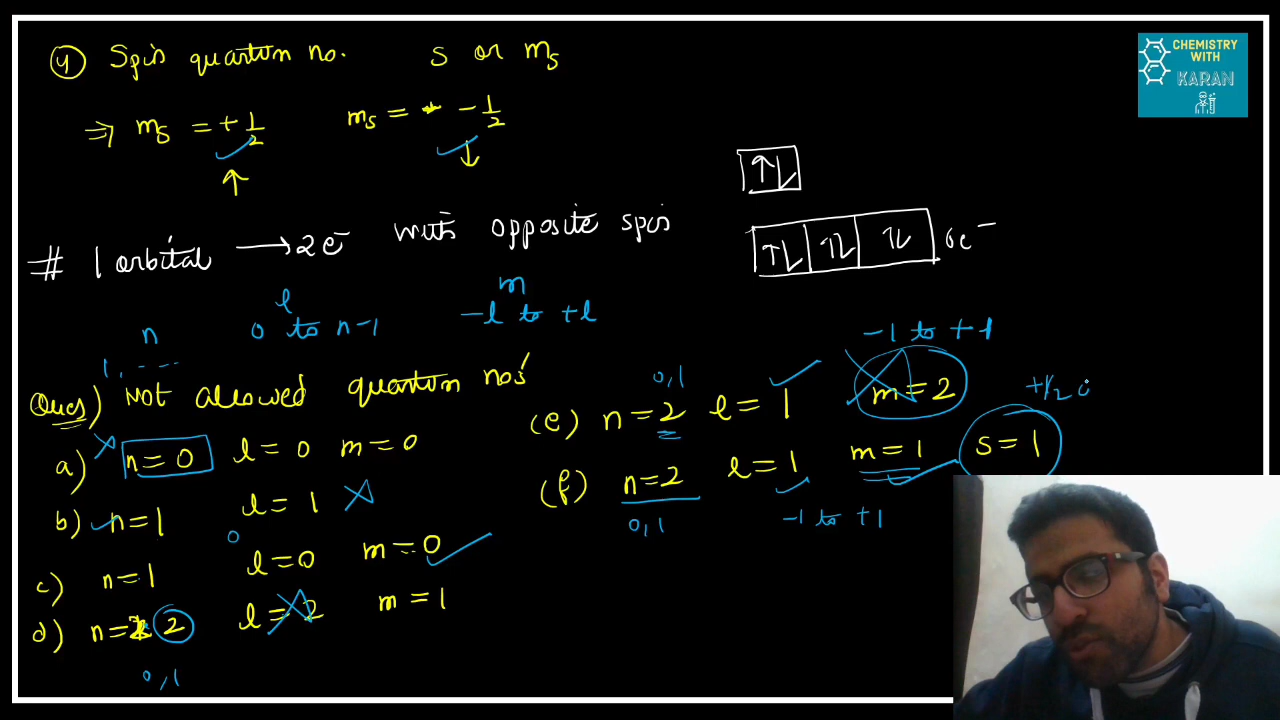 CHEMISTRY
WITH
KARAN
4) Spin quantum no. s or ms
⇒ ms = +1/2 ms = -1/2
↑ ↓
# 1 orbital → 2e⁻ with opposite spin
↑↓
↑↓ ↑↓ ↑↓ 6e⁻
n l m
1, .... 0 to n-1 -l to +l
Ques) Not allowed quantum no's
a) n = 0 l = 0 m = 0
b) n = 1 l = 1
0
c) n = 1 l = 0 m = 0
d) n = 2 l = 2 m = 1
0, 1
0, 1 -1 to +1
(e) n = 2 l = 1 m = 2
+1/2
(f) n = 2 l = 1 m = 1 s = 1
0, 1 -1 to +1